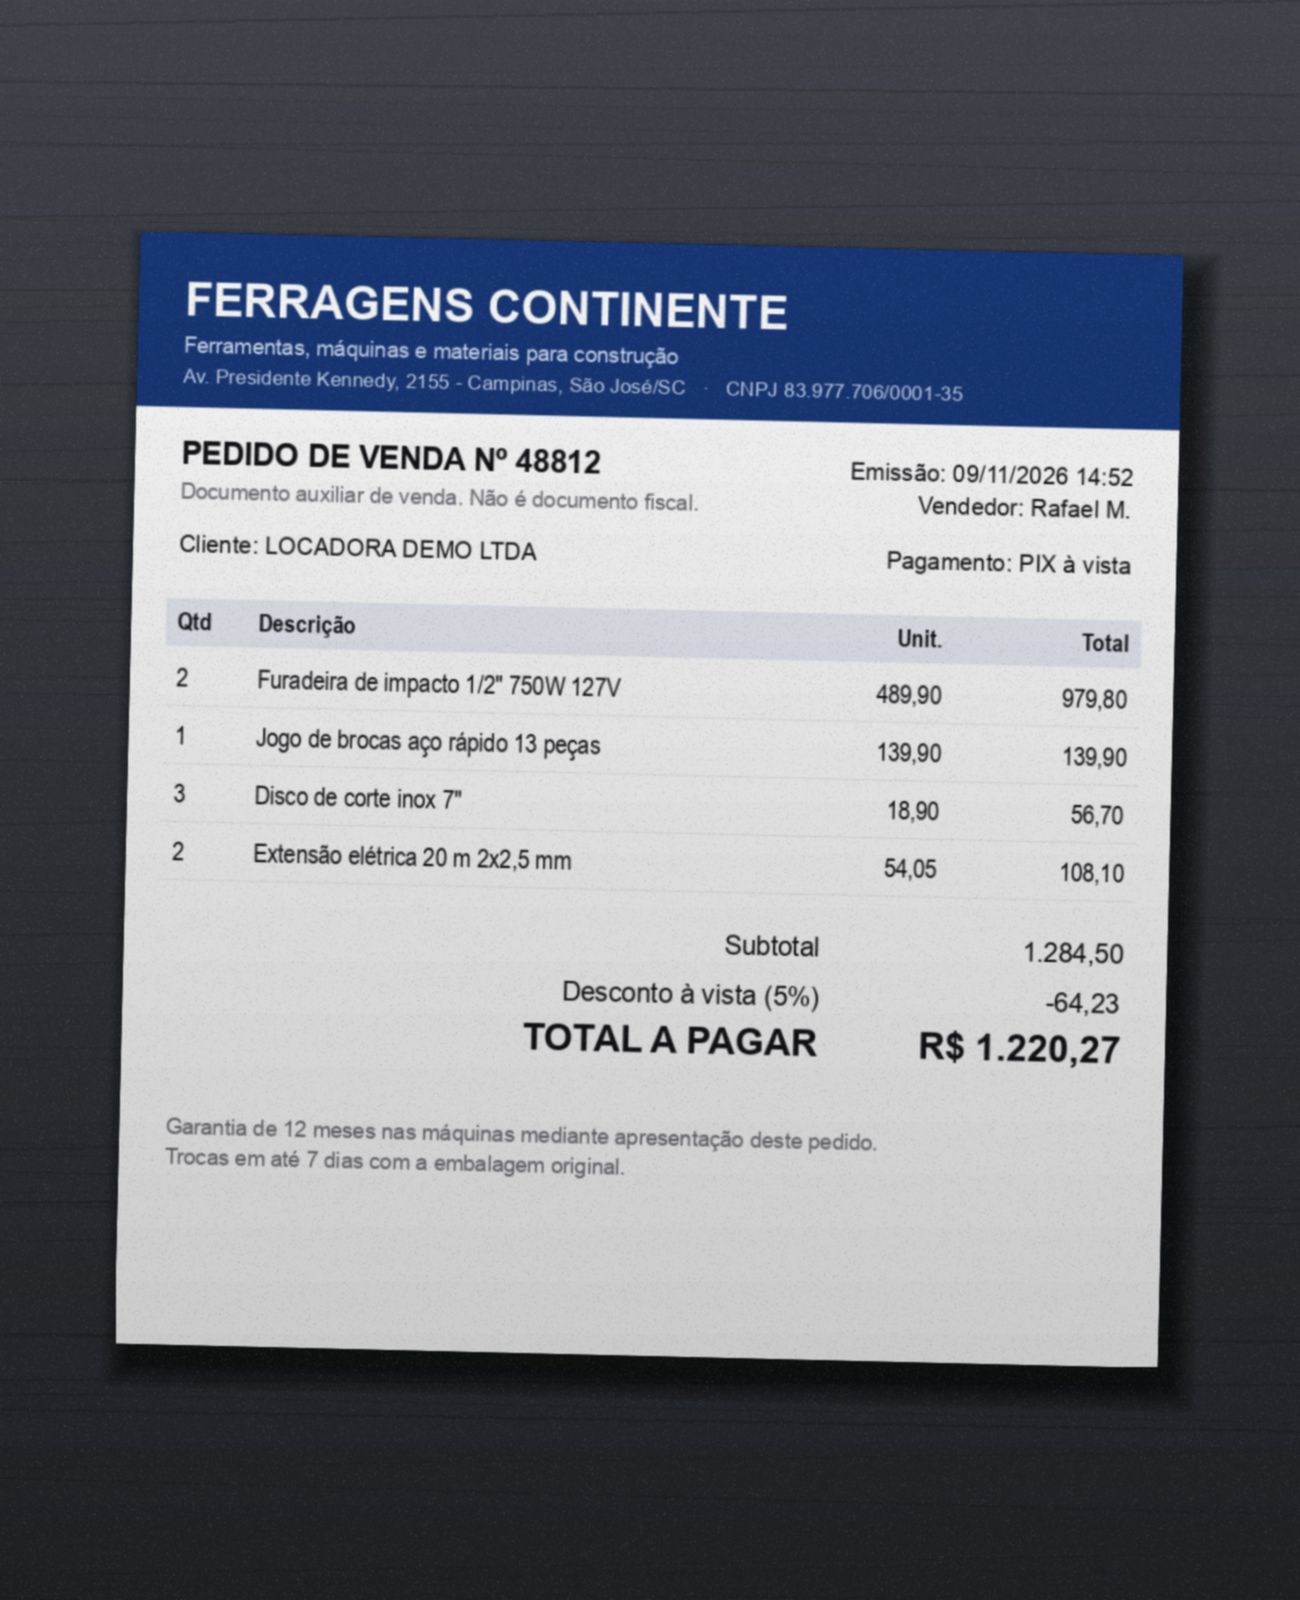 FERRAGENS CONTINENTE
Ferramentas, máquinas e materiais para construção
Av. Presidente Kennedy, 2155 - Campinas, São José/SC · CNPJ 83.977.706/0001-35
PEDIDO DE VENDA Nº 48812
Emissão: 09/11/2026 14:52
Documento auxiliar de venda. Não é documento fiscal.
Vendedor: Rafael M.
Cliente: LOCADORA DEMO LTDA
Pagamento: PIX à vista
Qtd Descrição Unit. Total
2 Furadeira de impacto 1/2" 750W 127V 489,90 979,80
1 Jogo de brocas aço rápido 13 peças 139,90 139,90
3 Disco de corte inox 7" 18,90 56,70
2 Extensão elétrica 20 m 2x2,5 mm 54,05 108,10
Subtotal 1.284,50
Desconto à vista (5%) -64,23
TOTAL A PAGAR R$ 1.220,27
Garantia de 12 meses nas máquinas mediante apresentação deste pedido.
Trocas em até 7 dias com a embalagem original.